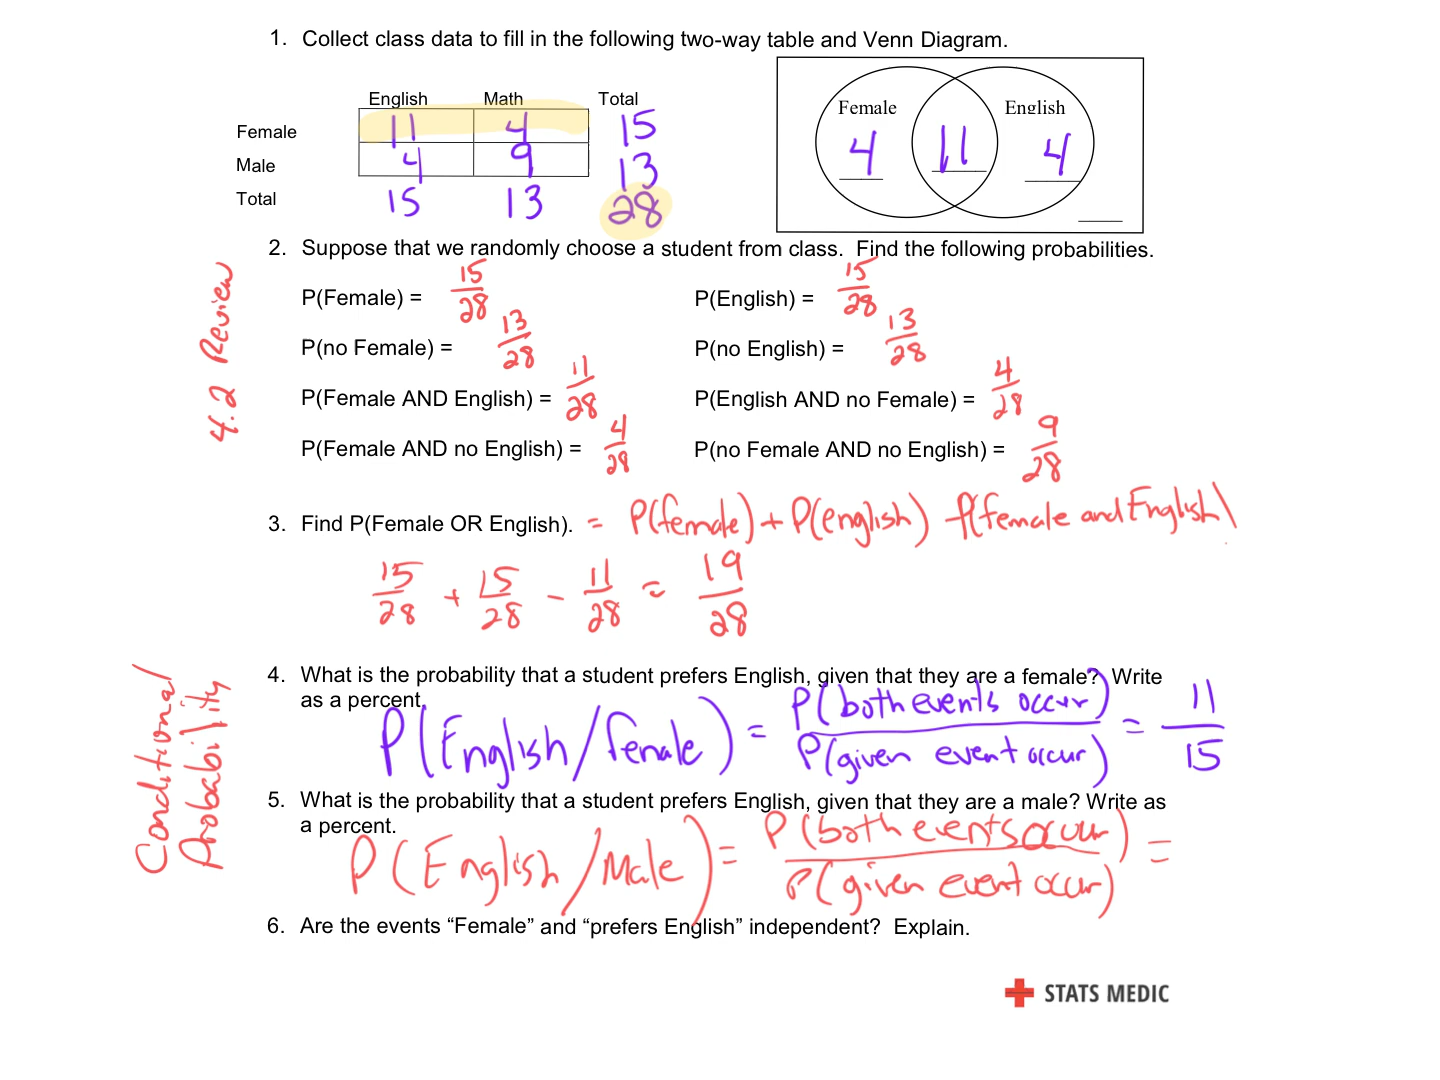 1. Collect class data to fill in the following two-way table and Venn Diagram.
English Math Total
Female 11 4 15
Male 4 9 13
Total 15 13 28
Female English
4 11 4
2. Suppose that we randomly choose a student from class. Find the following probabilities.
P(Female) = 15/28 P(English) = 15/28
P(no Female) = 13/28 P(no English) = 13/28
P(Female AND English) = 11/28 P(English AND no Female) = 4/28
P(Female AND no English) = 4/28 P(no Female AND no English) = 9/28
4.2 Review
3. Find P(Female OR English). = P(female) + P(english) - P(female and English)
15/28 + 15/28 - 11/28 = 19/28
Conditional
Probability
4. What is the probability that a student prefers English, given that they are a female? Write
as a percent.
P(English/female) = P(both events occur)/P(given event occur) = 11/15
5. What is the probability that a student prefers English, given that they are a male? Write as
a percent.
P(English/Male) = P(both events occur)/P(given event occur) =
6. Are the events “Female” and “prefers English” independent? Explain.
STATS MEDIC